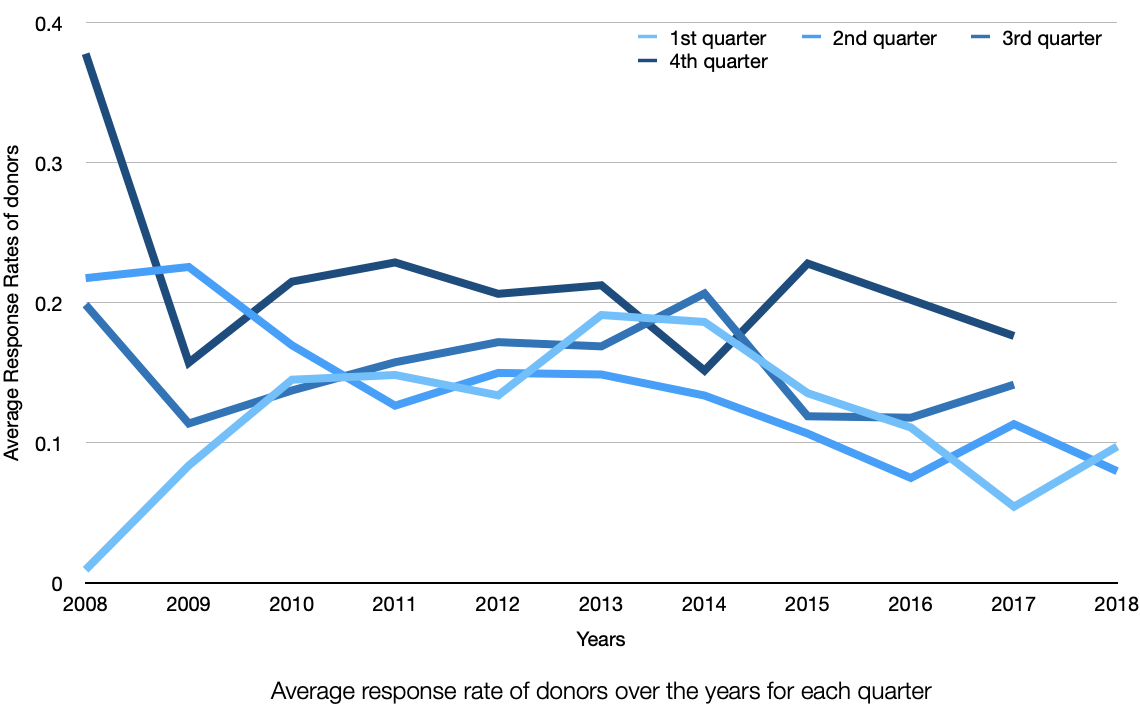 0.4
0.3
0.2
0.1
0
Average Response Rates of donors
1st quarter 2nd quarter 3rd quarter
4th quarter
2008 2009 2010 2011 2012 2013 2014 2015 2016 2017 2018
Years
Average response rate of donors over the years for each quarter